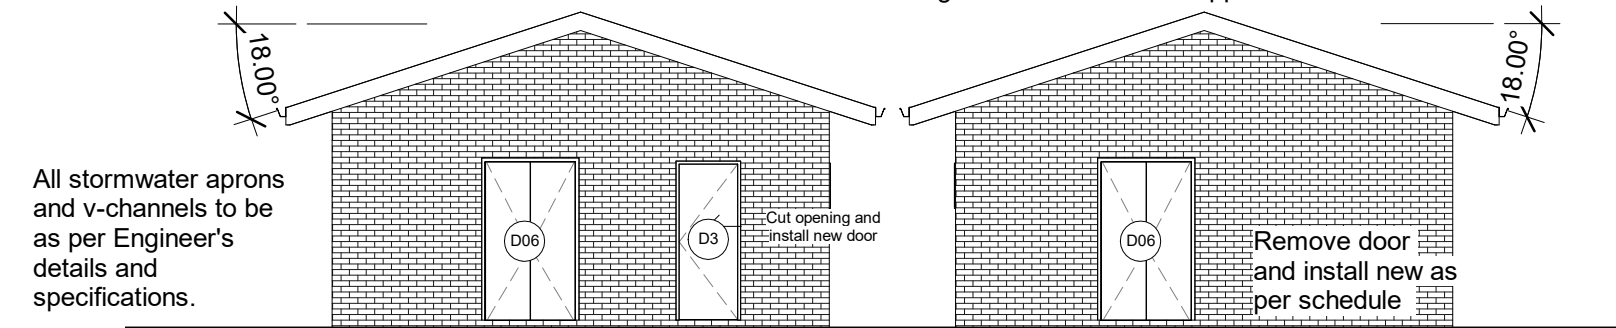 18.00°
18.00°
All stormwater aprons
and v-channels to be
as per Engineer's
details and
specifications.
D06
D3
Cut opening and
install new door
D06
Remove door
and install new as
per schedule